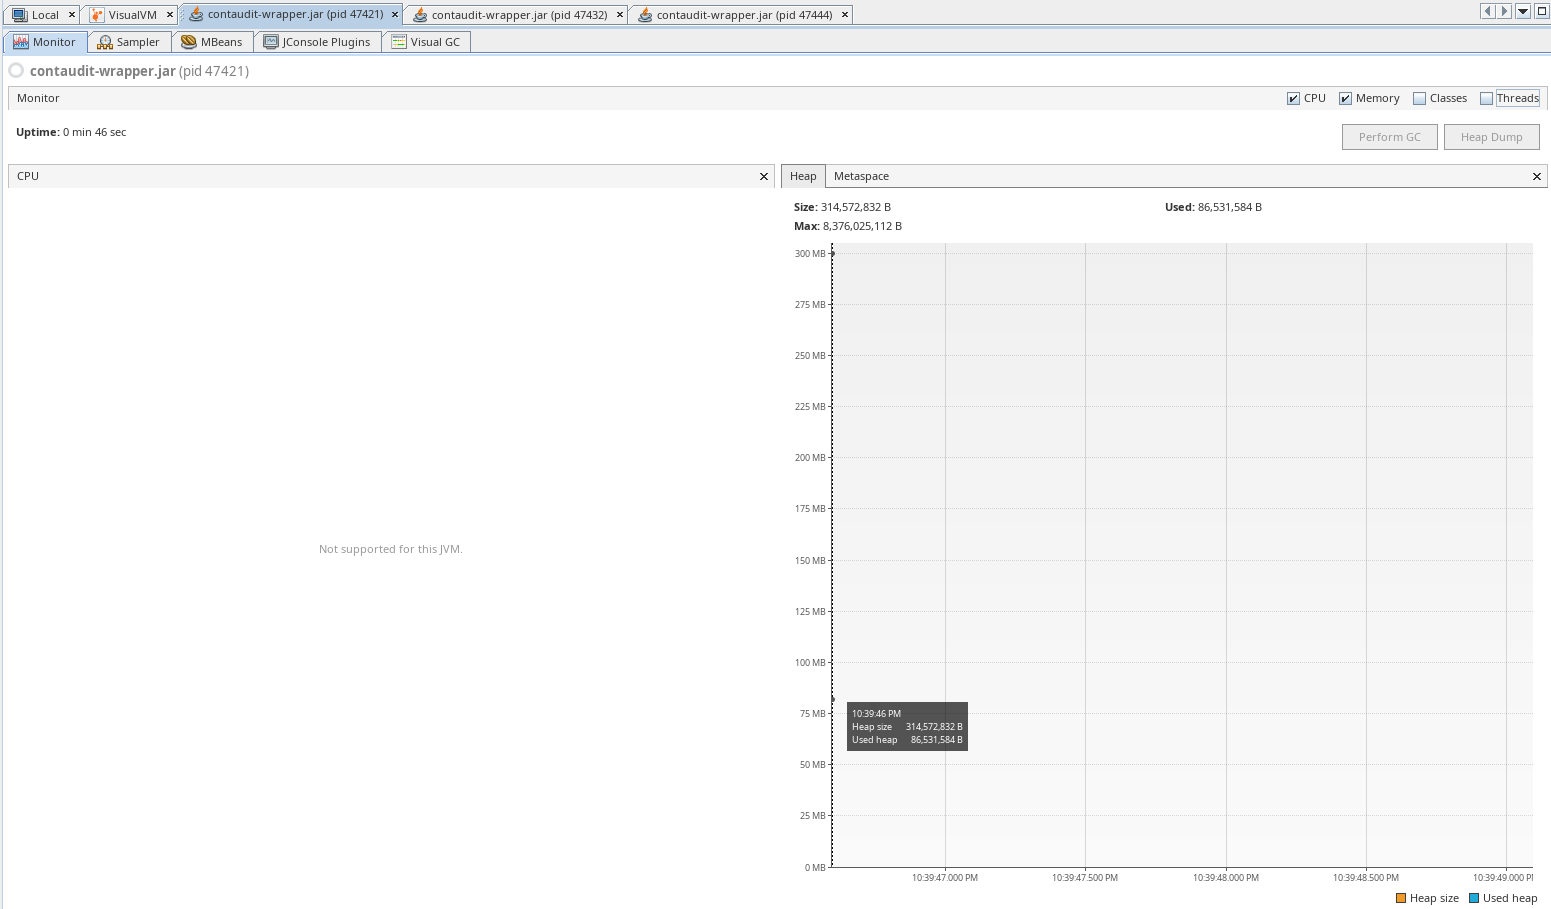 Local
VisualVM
contaudit-wrapper.jar (pid 47421)
contaudit-wrapper.jar (pid 47432)
contaudit-wrapper.jar (pid 47444)
Monitor
Sampler
MBeans
JConsole Plugins
Visual GC
contaudit-wrapper.jar (pid 47421)
Monitor
CPU
Memory
Classes
Threads
Uptime: 0 min 46 sec
Perform GC
Heap Dump
CPU
Heap
Metaspace
Size: 314,572,832 B
Used: 86,531,584 B
Max: 8,376,025,112 B
300 MB
275 MB
250 MB
225 MB
200 MB
175 MB
150 MB
125 MB
100 MB
75 MB
50 MB
25 MB
0 MB
Not supported for this JVM.
10:39:46 PM
Heap size 314,572,832 B
Used heap 86,531,584 B
10:39:47.000 PM
10:39:47.500 PM
10:39:48.000 PM
10:39:48.500 PM
10:39:49.000 P
Heap size
Used heap